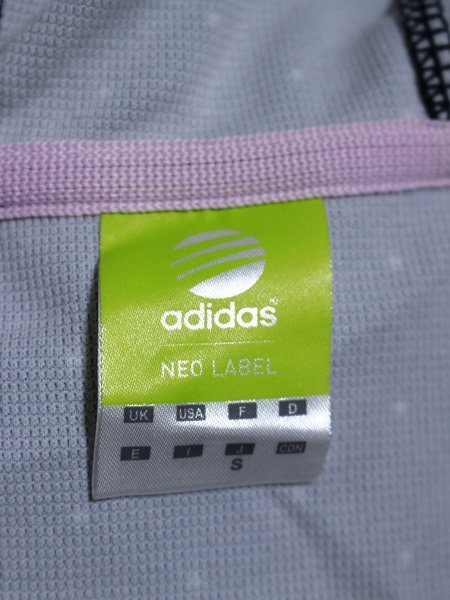 adidas
NEO LABEL
UK USA F D
E I J CDN
S